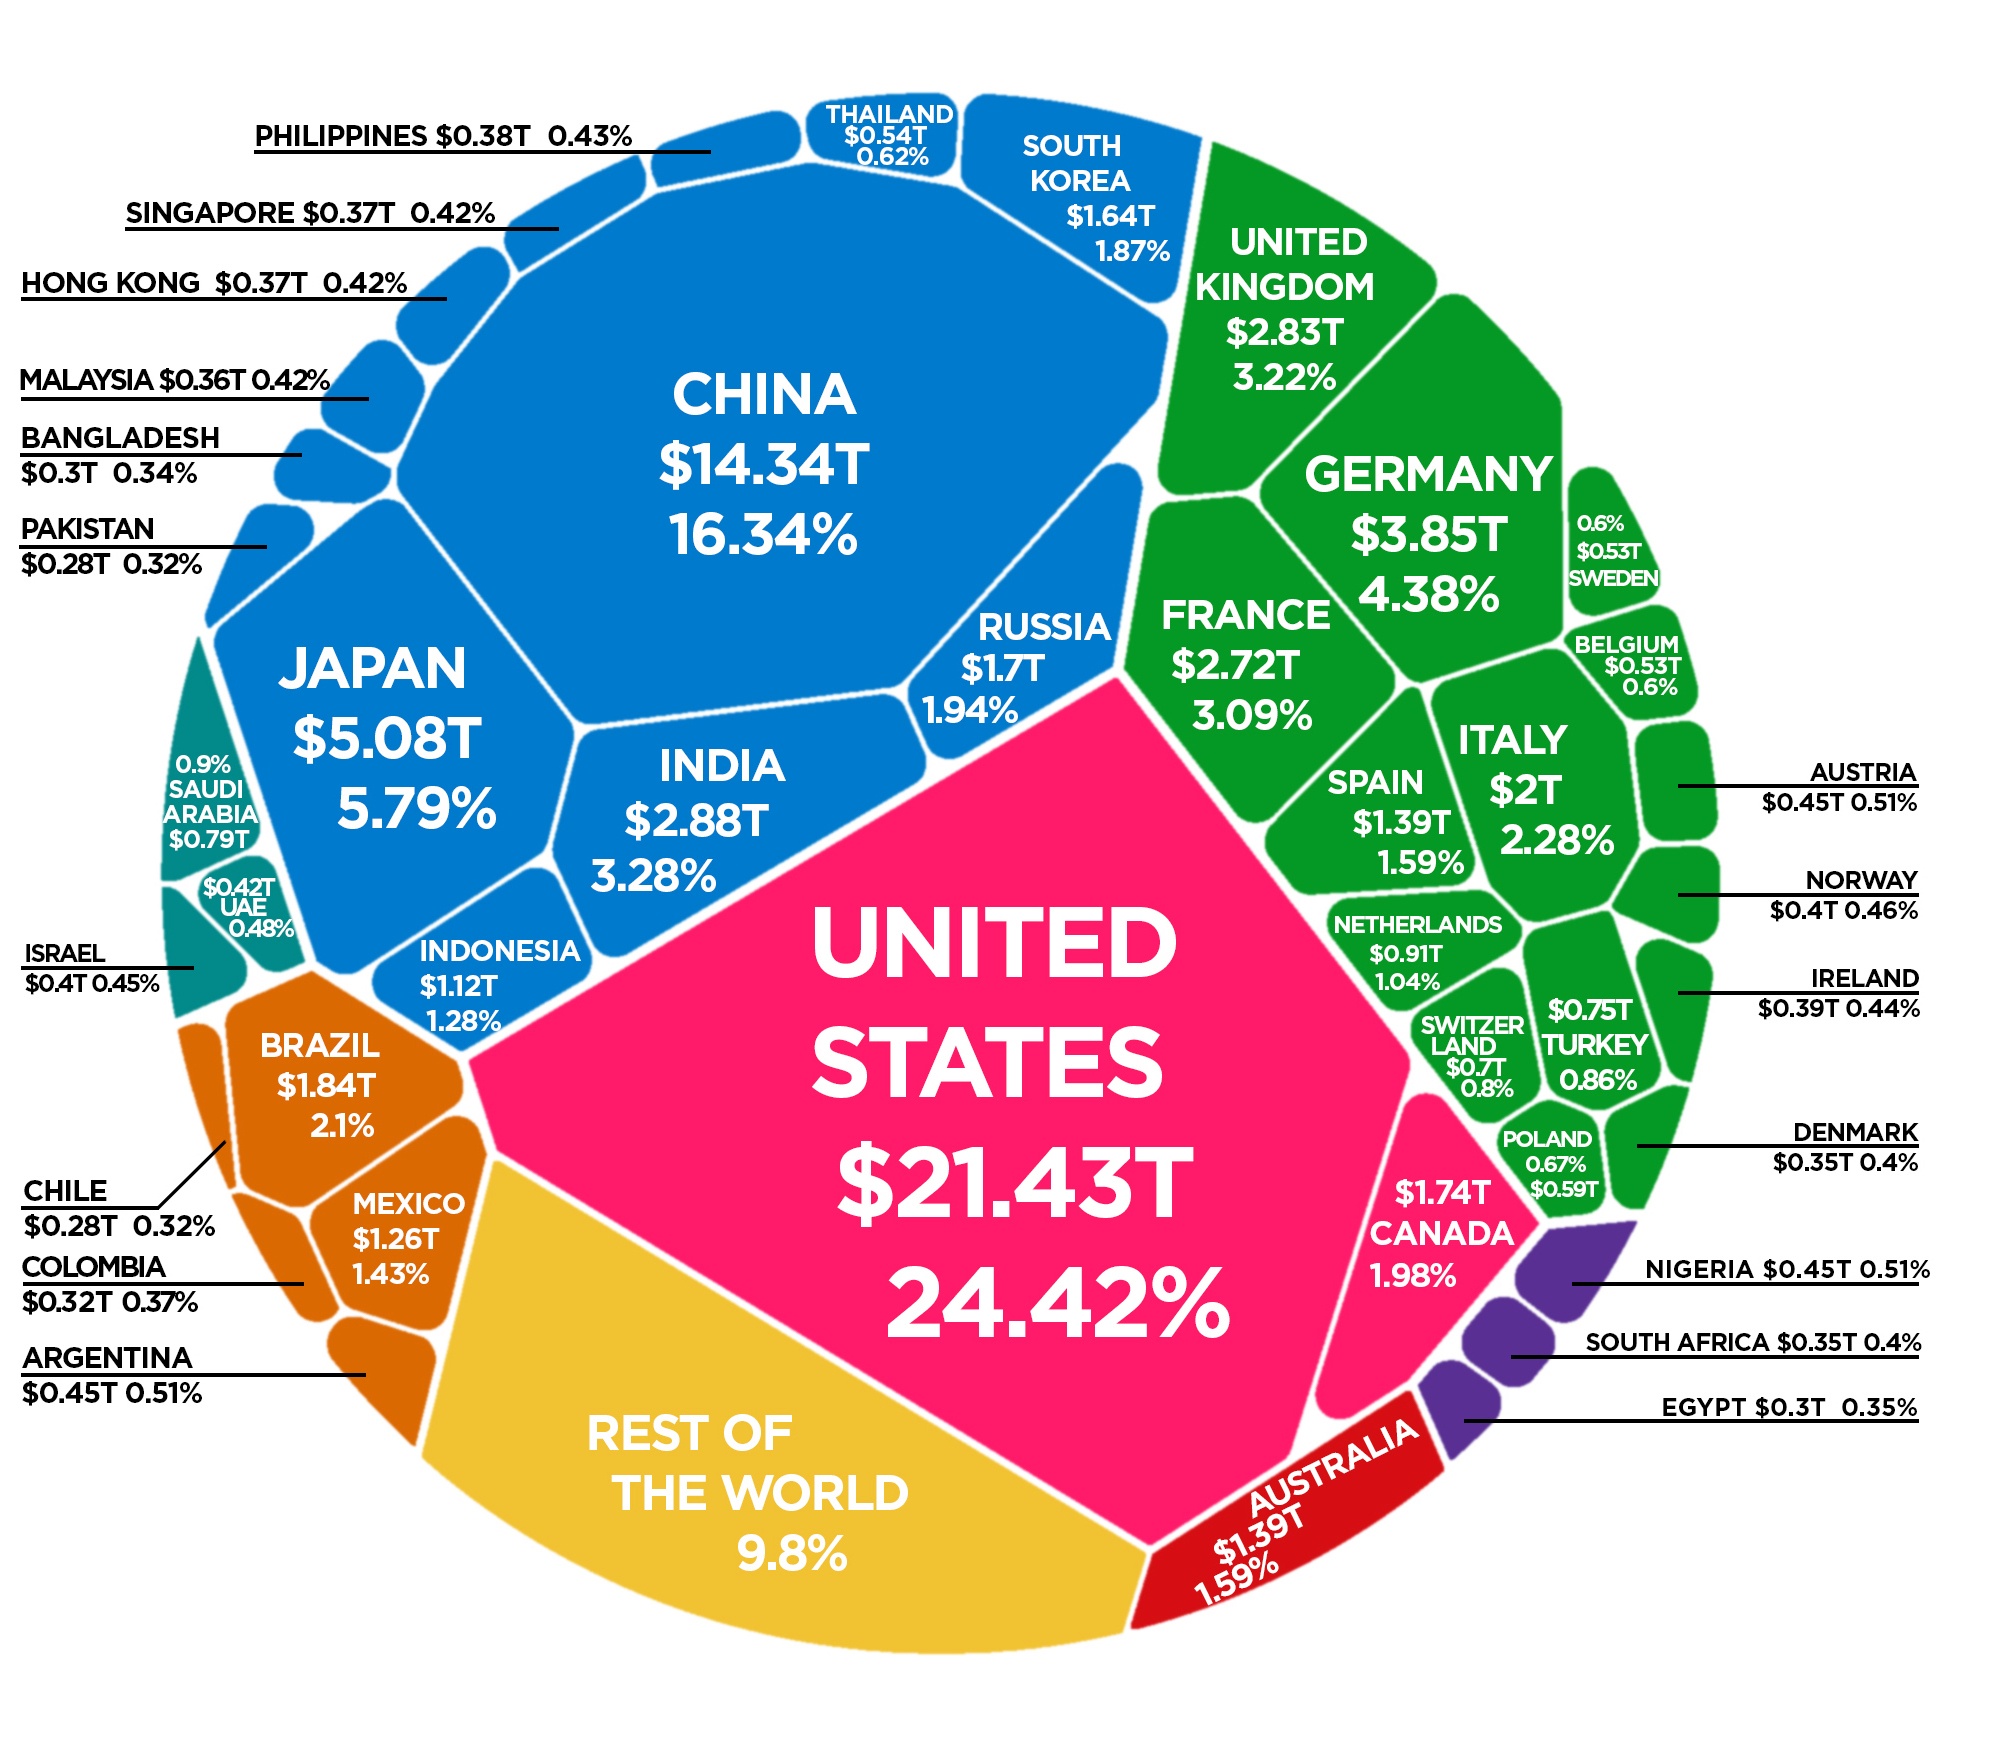 PHILIPPINES $0.38T 0.43%
SINGAPORE $0.37T 0.42%
HONG KONG $0.37T 0.42%
MALAYSIA $0.36T 0.42%
BANGLADESH
$0.3T 0.34%
PAKISTAN
$0.28T 0.32%
THAILAND
$0.54T
0.62%
SOUTH
KOREA
$1.64T
1.87%
CHINA
$14.34T
16.34%
JAPAN
$5.08T
5.79%
INDIA
$2.88T
3.28%
RUSSIA
$1.7T
1.94%
INDONESIA
$1.12T
1.28%
UNITED
KINGDOM
$2.83T
3.22%
GERMANY
$3.85T
4.38%
FRANCE
$2.72T
3.09%
0.6%
$0.53T
SWEDEN
BELGIUM
$0.53T
0.6%
ITALY
$2T
2.28%
SPAIN
$1.39T
1.59%
NETHERLANDS
$0.91T
1.04%
SWITZER
LAND
$0.7T
0.8%
$0.75T
TURKEY
0.86%
POLAND
0.67%
$0.59T
AUSTRIA
$0.45T 0.51%
NORWAY
$0.4T 0.46%
IRELAND
$0.39T 0.44%
DENMARK
$0.35T 0.4%
0.9%
SAUDI
ARABIA
$0.79T
$0.42T
UAE
0.48%
ISRAEL
$0.4T 0.45%
BRAZIL
$1.84T
2.1%
MEXICO
$1.26T
1.43%
CHILE
$0.28T 0.32%
COLOMBIA
$0.32T 0.37%
ARGENTINA
$0.45T 0.51%
UNITED
STATES
$21.43T
24.42%
$1.74T
CANADA
1.98%
NIGERIA $0.45T 0.51%
SOUTH AFRICA $0.35T 0.4%
EGYPT $0.3T 0.35%
REST OF
THE WORLD
9.8%
AUSTRALIA
$1.39T
1.59%